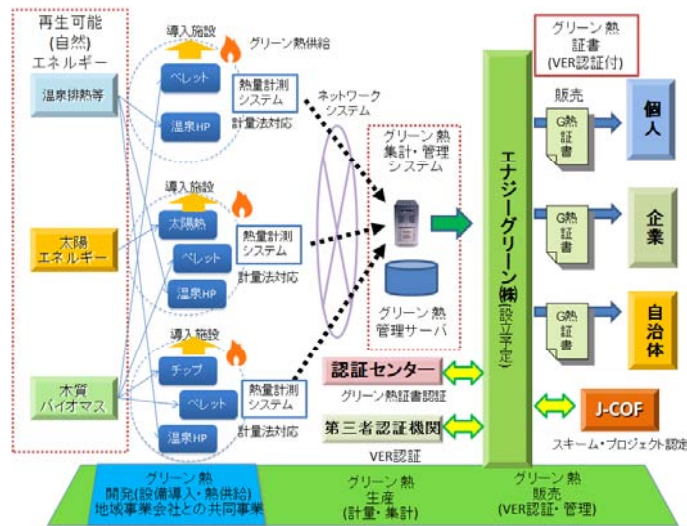 再生可能
(自然)
エネルギー
温泉排熱等
太陽
エネルギー
木質
バイオマス
導入施設
グリーン熱供給
ペレット
温泉HP
熱量計測
システム
計量法対応
導入施設
太陽熱
ペレット
温泉HP
熱量計測
システム
計量法対応
導入施設
チップ
ペレット
温泉HP
熱量計測
システム
計量法対応
ネットワーク
システム
グリーン熱
集計・管理
システム
グリーン熱
管理サーバ
認証センター
グリーン熱証書認証
第三者認証機関
VER認証
エナジーグリーン㈱
(設立予定)
グリーン熱
証書
(VER認証付)
販売
G熱
証書
個人
G熱
証書
企業
G熱
証書
自治体
J-COF
スキーム・プロジェクト認定
グリーン熱
開発(設備導入・熱供給)
地域事業会社との共同事業
グリーン熱
生産
(計量・集計)
グリーン熱
販売
(VER認証・管理)